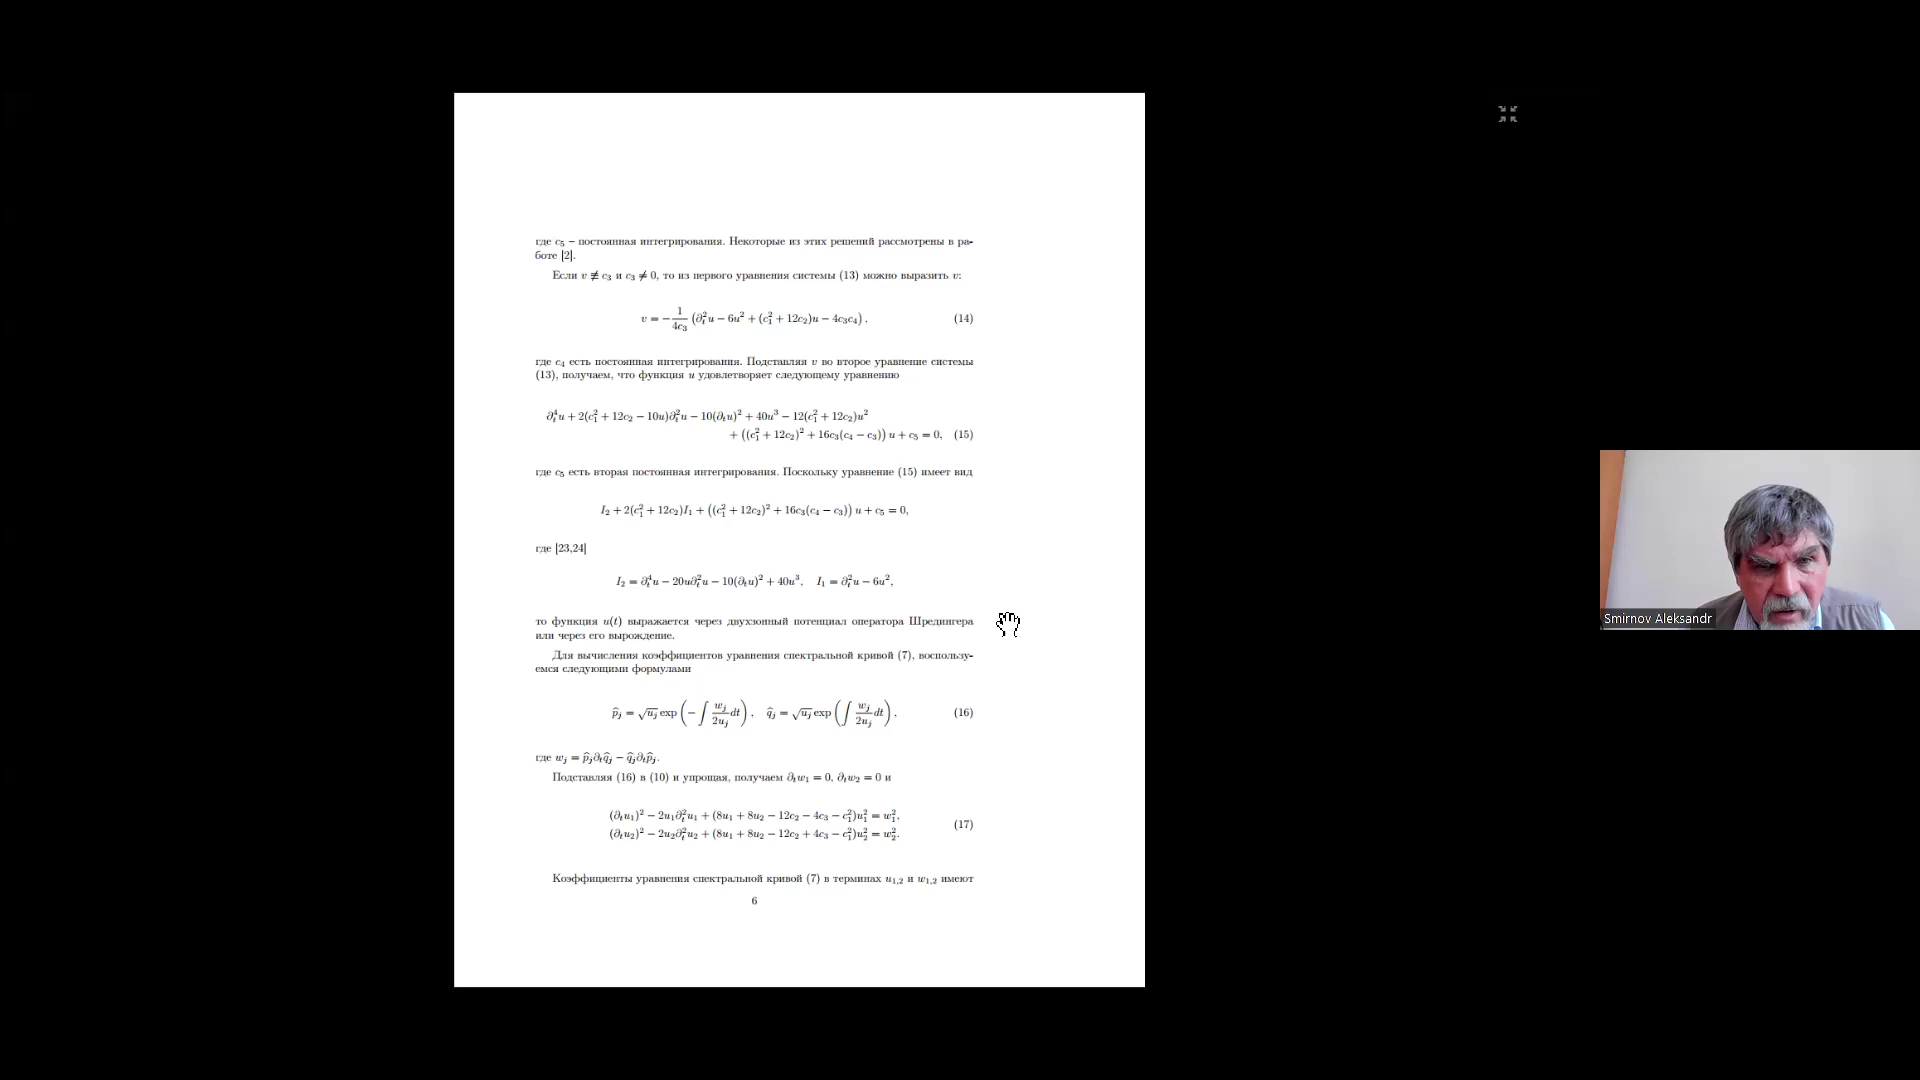 где c₅ – постоянная интегрирования. Некоторые из этих решений рассмотрены в ра-
боте [2].
Если v ≢ c₃ и c₃ ≠ 0, то из первого уравнения системы (13) можно выразить v:
v = −1/(4c₃) (∂ₜ²u − 6u² + (c₁² + 12c₂)u − 4c₃c₄), (14)
где c₄ есть постоянная интегрирования. Подставляя v во второе уравнение системы
(13), получаем, что функция u удовлетворяет следующему уравнению
∂ₜ⁴u + 2(c₁² + 12c₂ − 10u)∂ₜ²u − 10(∂ₜu)² + 40u³ − 12(c₁² + 12c₂)u²
+ ((c₁² + 12c₂)² + 16c₃(c₄ − c₃)) u + c₅ = 0, (15)
где c₅ есть вторая постоянная интегрирования. Поскольку уравнение (15) имеет вид
I₂ + 2(c₁² + 12c₂)I₁ + ((c₁² + 12c₂)² + 16c₃(c₄ − c₃)) u + c₅ = 0,
где [23,24]
I₂ = ∂ₜ⁴u − 20u∂ₜ²u − 10(∂ₜu)² + 40u³, I₁ = ∂ₜ²u − 6u²,
то функция u(t) выражается через двухзонный потенциал оператора Шредингера
или через его вырождение.
Для вычисления коэффициентов уравнения спектральной кривой (7), воспользу-
емся следующими формулами
p̂ⱼ = √uⱼ exp (−∫ wⱼ/(2uⱼ) dt), q̂ⱼ = √uⱼ exp (∫ wⱼ/(2uⱼ) dt), (16)
где wⱼ = p̂ⱼ∂ₜq̂ⱼ − q̂ⱼ∂ₜp̂ⱼ.
Подставляя (16) в (10) и упрощая, получаем ∂ₜw₁ = 0, ∂ₜw₂ = 0 и
(∂ₜu₁)² − 2u₁∂ₜ²u₁ + (8u₁ + 8u₂ − 12c₂ − 4c₃ − c₁²)u₁² = w₁²,
(∂ₜu₂)² − 2u₂∂ₜ²u₂ + (8u₁ + 8u₂ − 12c₂ + 4c₃ − c₁²)u₂² = w₂². (17)
Коэффициенты уравнения спектральной кривой (7) в терминах u₁,₂ и w₁,₂ имеют
6
Smirnov Aleksandr